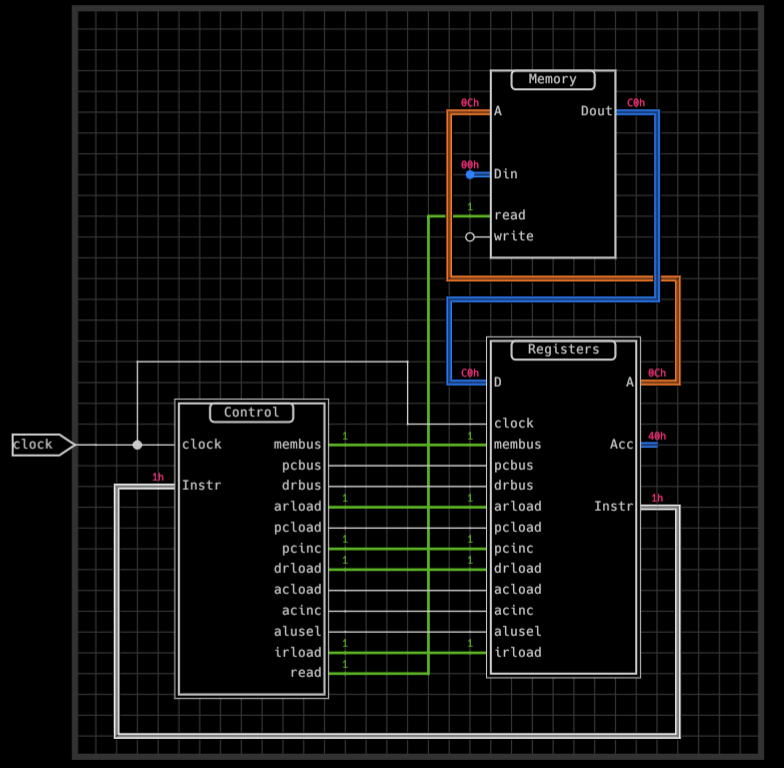 Memory
0Ch
A
Dout
C0h
00h
Din
1
read
write
Registers
C0h
D
A
0Ch
Control
clock
clock
clock
membus
1
1
membus
Acc
40h
pcbus
pcbus
1h
Instr
drbus
drbus
arload
1
1
arload
Instr
1h
pcload
pcload
pcinc
1
1
pcinc
drload
1
1
drload
acload
acload
acinc
acinc
alusel
alusel
irload
1
1
irload
read
1